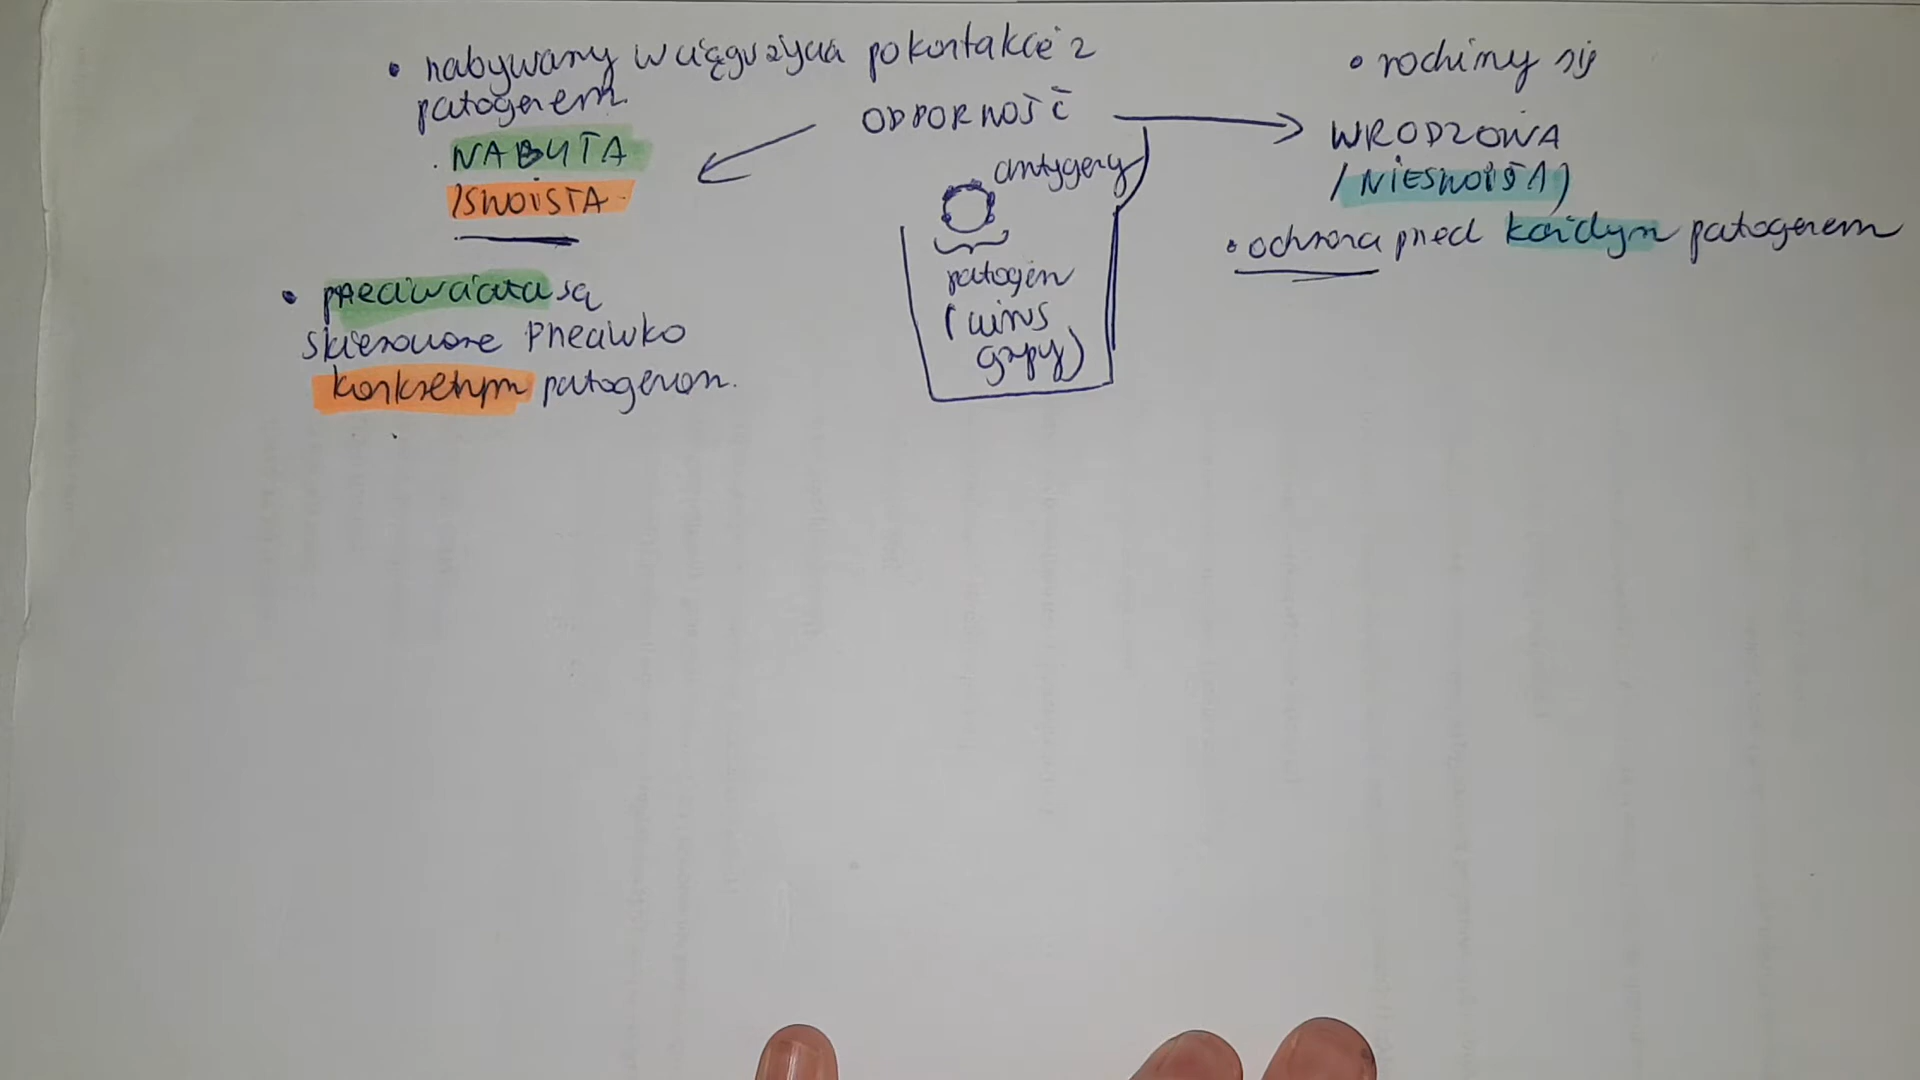 • nabywamy w ciągu życia po kontakcie z
patogenem.
NABYTA
/SWOISTA
• przeciwciała są
skierowane przeciwko
konkretnym patogenom.
ODPORNOŚĆ
antygeny
patogen
(wirus
grypy)
• rodzimy się
WRODZONA
/NIESWOISTA)
• ochrona przed każdym patogenem